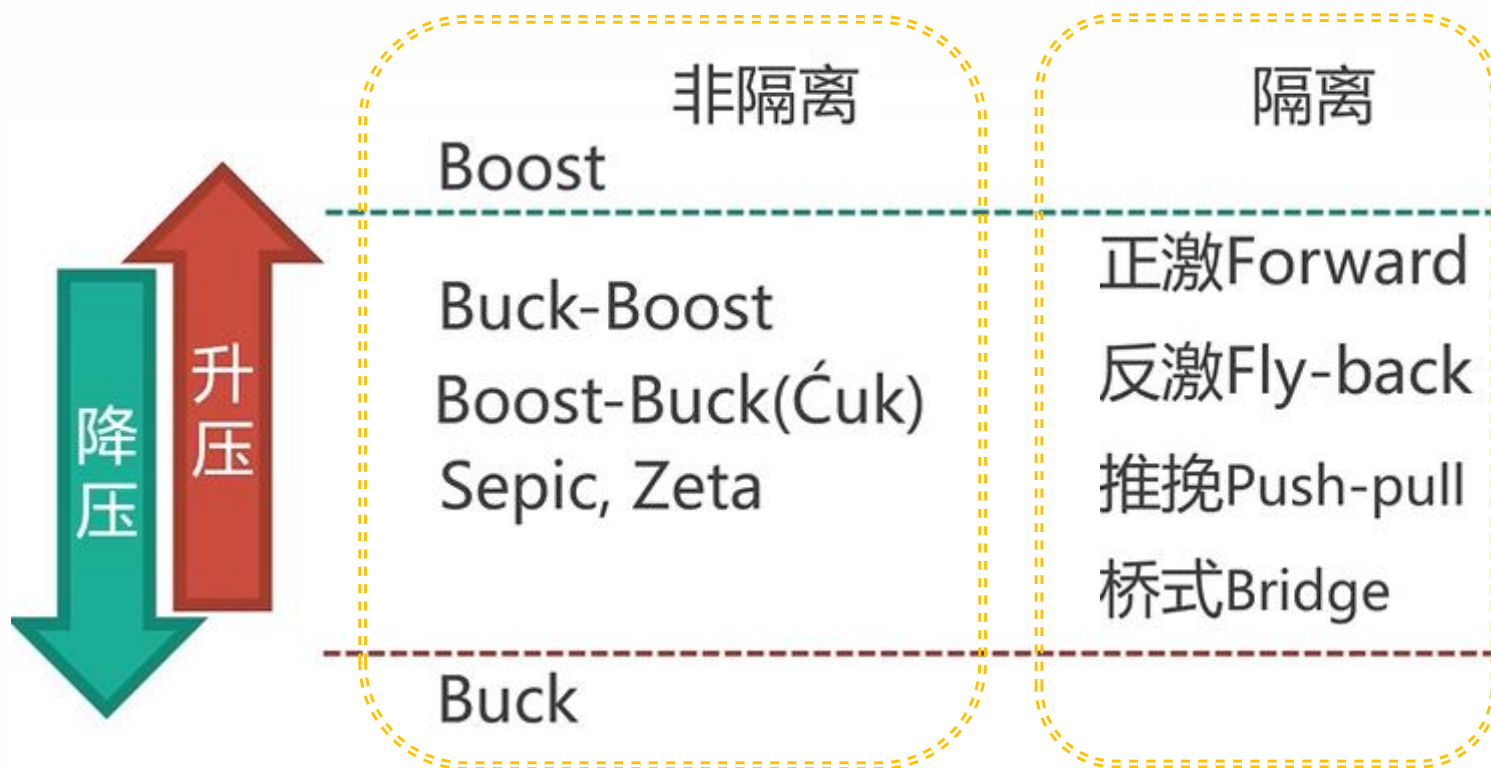 非隔离
隔离
Boost
Buck-Boost
Boost-Buck(Ćuk)
Sepic, Zeta
Buck
正激Forward
反激Fly-back
推挽Push-pull
桥式Bridge
升压
降压